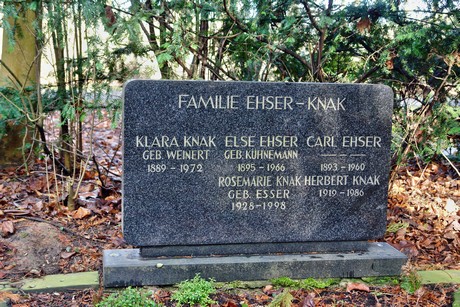 FAMILIE EHSER-KNAK
KLARA KNAK ELSE EHSER CARL EHSER
GEB. WEINERT GEB. KÜHNEMANN
1889-1972 1895-1966 1893-1960
ROSEMARIE KNAK HERBERT KNAK
GEB. ESSER 1919-1986
1928-1998